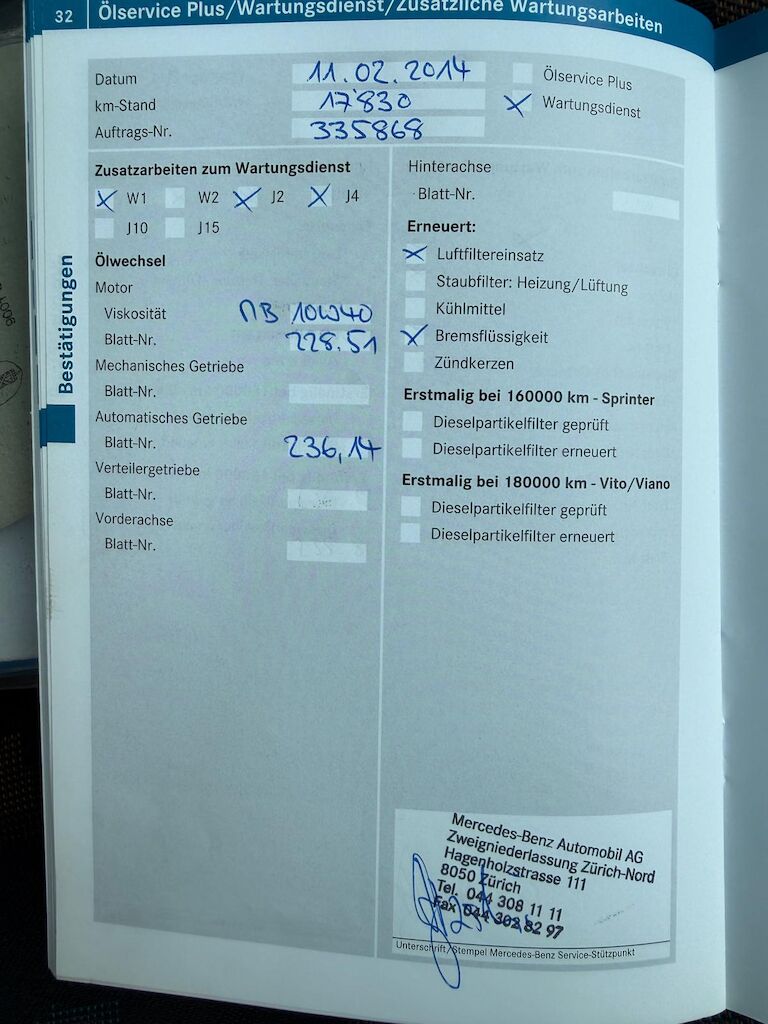 32 Ölservice Plus/Wartungsdienst/Zusätzliche Wartungsarbeiten
Datum 11.02.2014 Ölservice Plus
km-Stand 17'830 Wartungsdienst
Auftrags-Nr. 335868
Zusatzarbeiten zum Wartungsdienst
W1 W2 J2 J4
J10 J15
Ölwechsel
Motor
Viskosität MB 10W40
Blatt-Nr. 228.51
Mechanisches Getriebe
Blatt-Nr.
Automatisches Getriebe
Blatt-Nr. 236,14
Verteilergetriebe
Blatt-Nr.
Vorderachse
Blatt-Nr.
Hinterachse
Blatt-Nr.
Erneuert:
Luftfiltereinsatz
Staubfilter: Heizung/Lüftung
Kühlmittel
Bremsflüssigkeit
Zündkerzen
Erstmalig bei 160000 km - Sprinter
Dieselpartikelfilter geprüft
Dieselpartikelfilter erneuert
Erstmalig bei 180000 km - Vito/Viano
Dieselpartikelfilter geprüft
Dieselpartikelfilter erneuert
Mercedes-Benz Automobil AG
Zweigniederlassung Zürich-Nord
Hagenholzstrasse 111
8050 Zürich
Tel. 044 308 11 11
Fax 044 302 82 97
Unterschrift/Stempel Mercedes-Benz Service-Stützpunkt
Bestätigungen